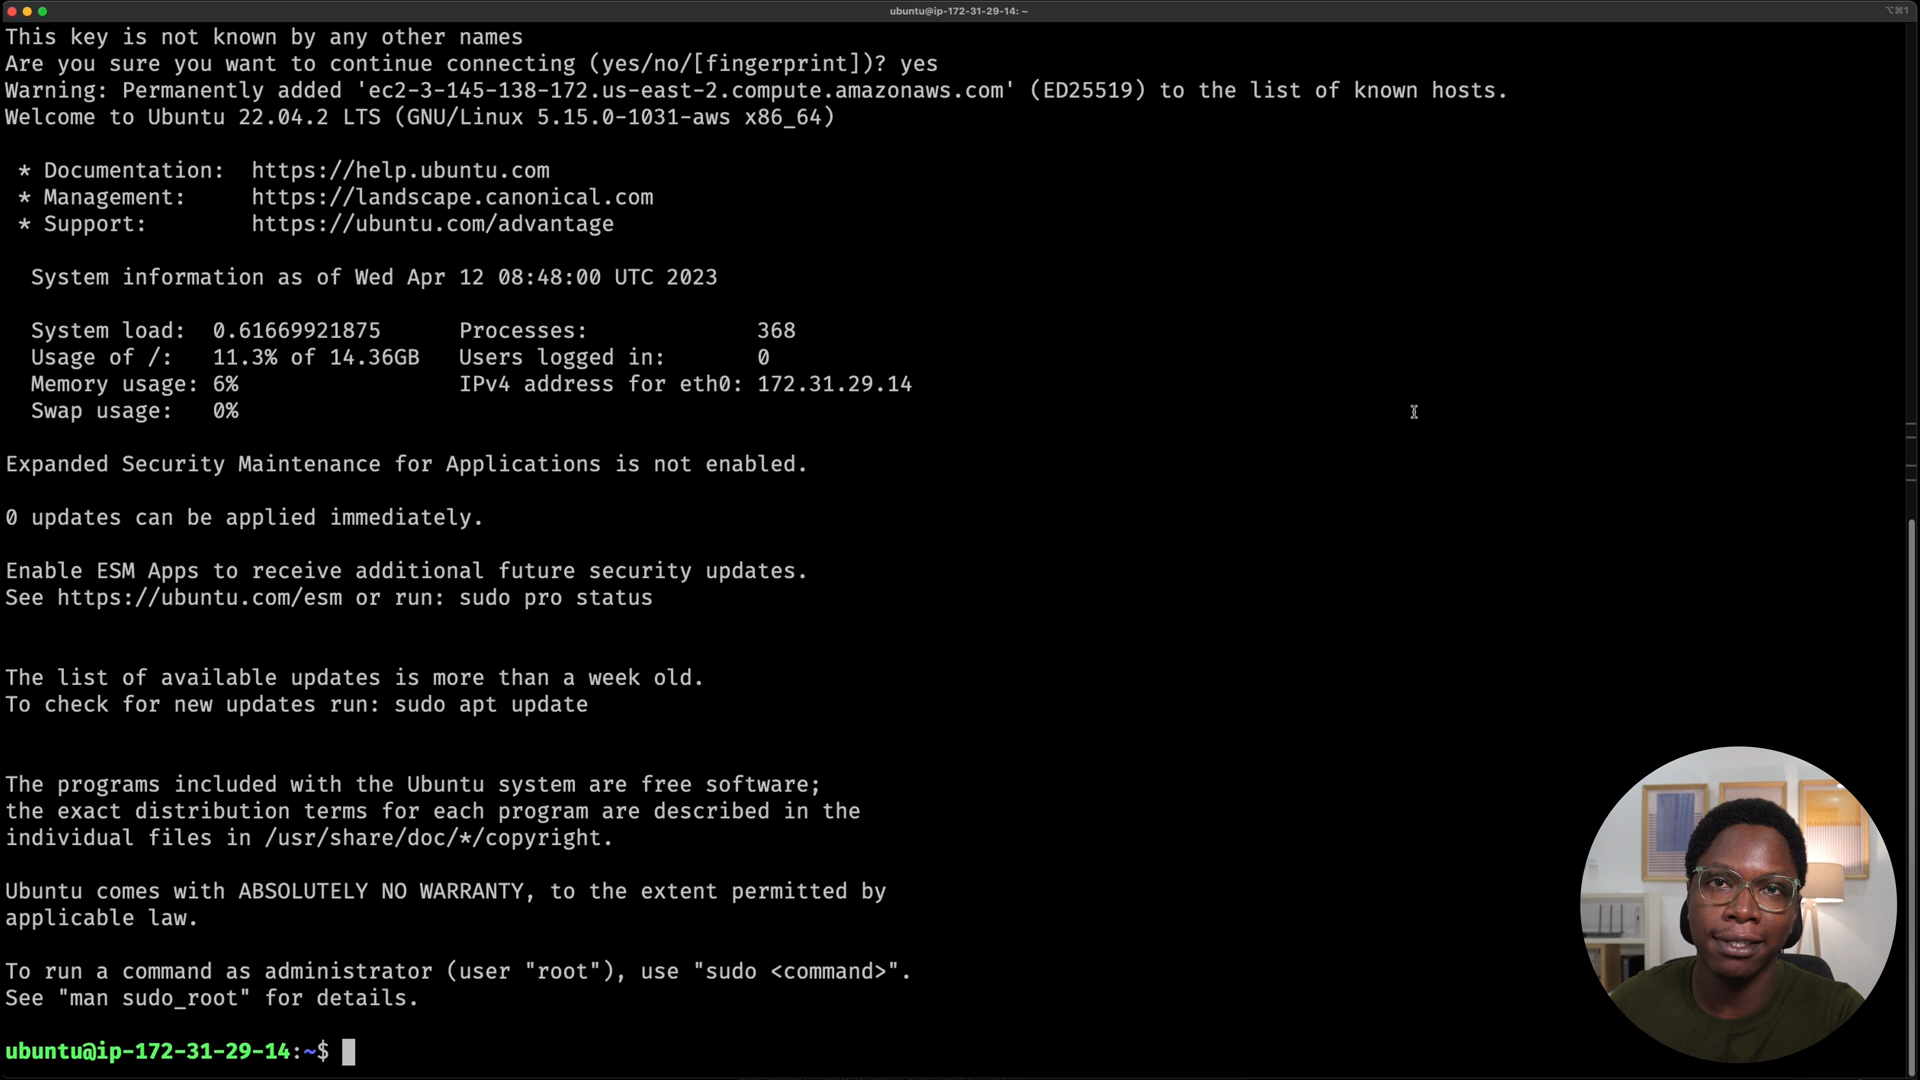 ubuntu@ip-172-31-29-14: ~
⌥⌘1
This key is not known by any other names
Are you sure you want to continue connecting (yes/no/[fingerprint])? yes
Warning: Permanently added 'ec2-3-145-138-172.us-east-2.compute.amazonaws.com' (ED25519) to the list of known hosts.
Welcome to Ubuntu 22.04.2 LTS (GNU/Linux 5.15.0-1031-aws x86_64)
* Documentation:  https://help.ubuntu.com
* Management:     https://landscape.canonical.com
* Support:        https://ubuntu.com/advantage
System information as of Wed Apr 12 08:48:00 UTC 2023
System load:  0.61669921875      Processes:             368
Usage of /:   11.3% of 14.36GB   Users logged in:       0
Memory usage: 6%                 IPv4 address for eth0: 172.31.29.14
Swap usage:   0%
Expanded Security Maintenance for Applications is not enabled.
0 updates can be applied immediately.
Enable ESM Apps to receive additional future security updates.
See https://ubuntu.com/esm or run: sudo pro status
The list of available updates is more than a week old.
To check for new updates run: sudo apt update
The programs included with the Ubuntu system are free software;
the exact distribution terms for each program are described in the
individual files in /usr/share/doc/*/copyright.
Ubuntu comes with ABSOLUTELY NO WARRANTY, to the extent permitted by
applicable law.
To run a command as administrator (user "root"), use "sudo <command>".
See "man sudo_root" for details.
ubuntu@ip-172-31-29-14:~$